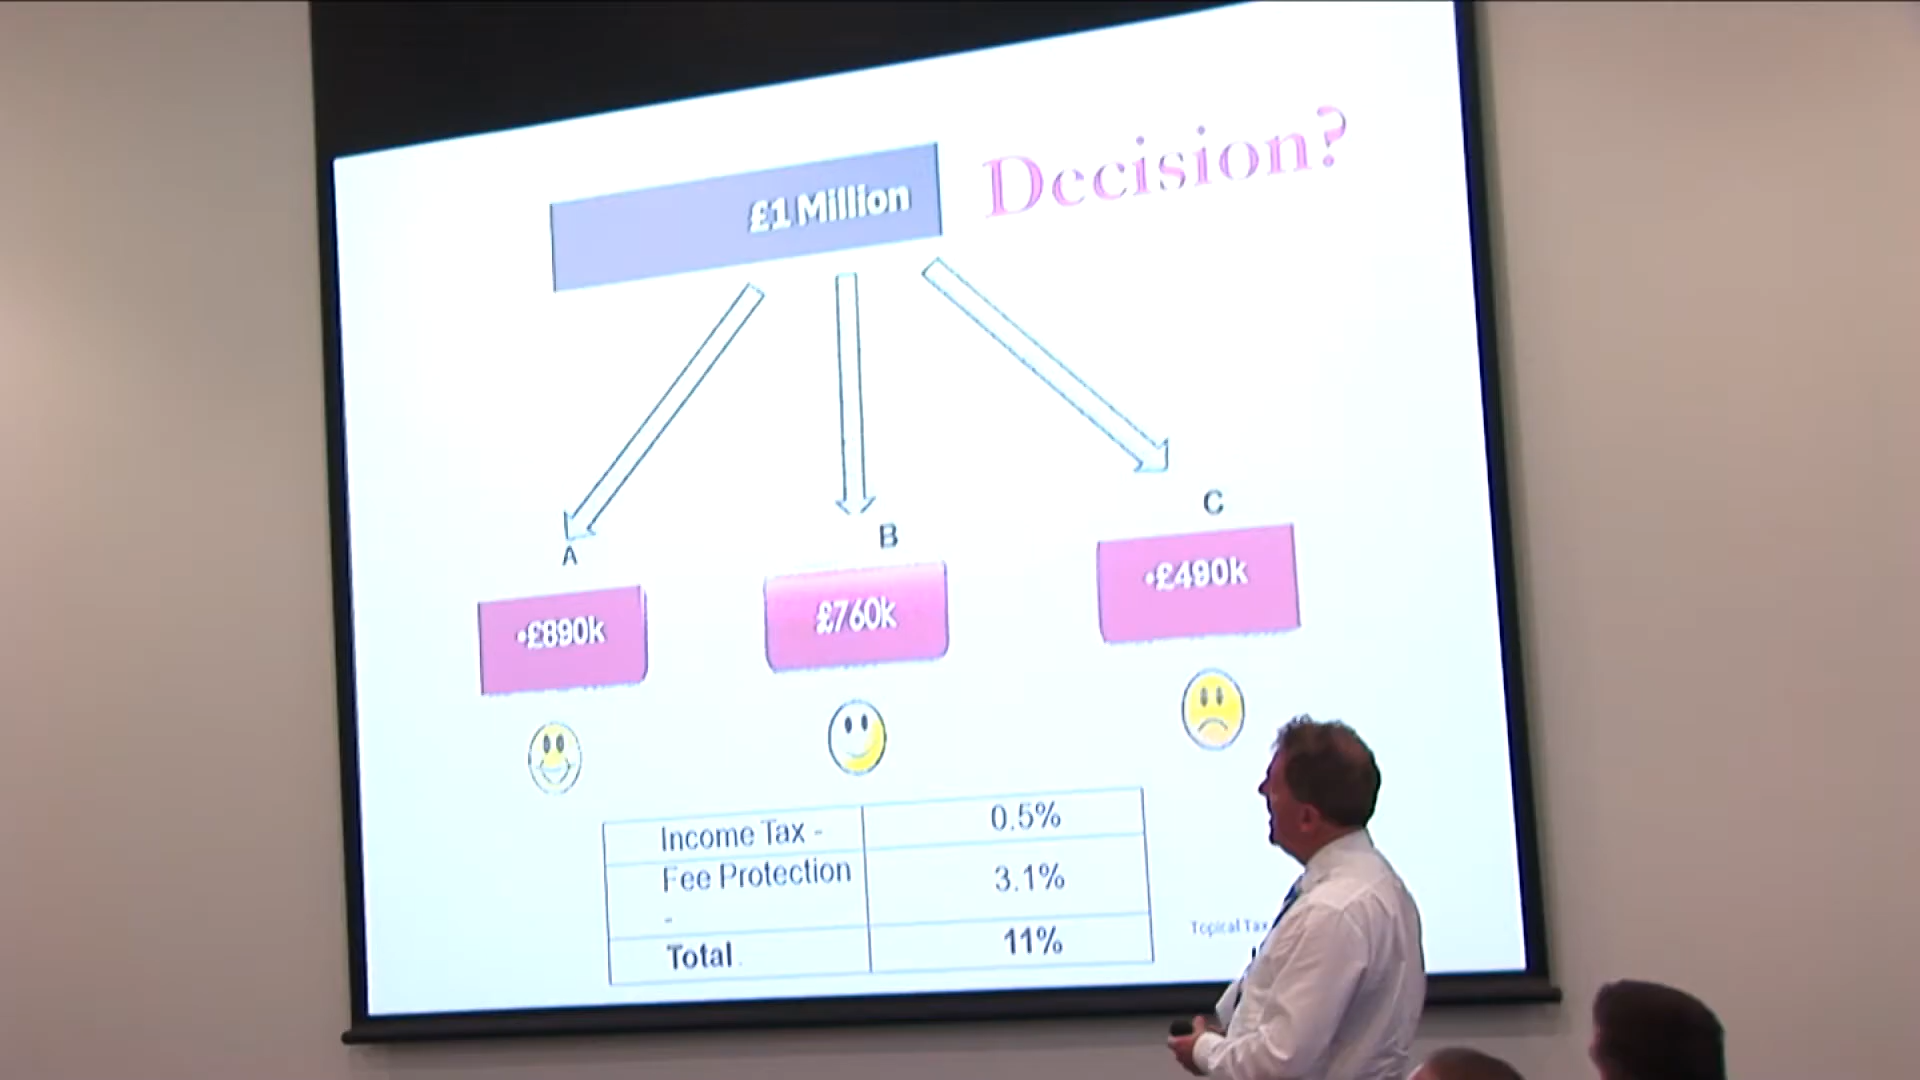 Decision?
£1 Million
A
B
C
•£890k
£760k
•£490k
Income Tax - 0.5%
Fee Protection 3.1%
-
Total 11%
Topical Tax